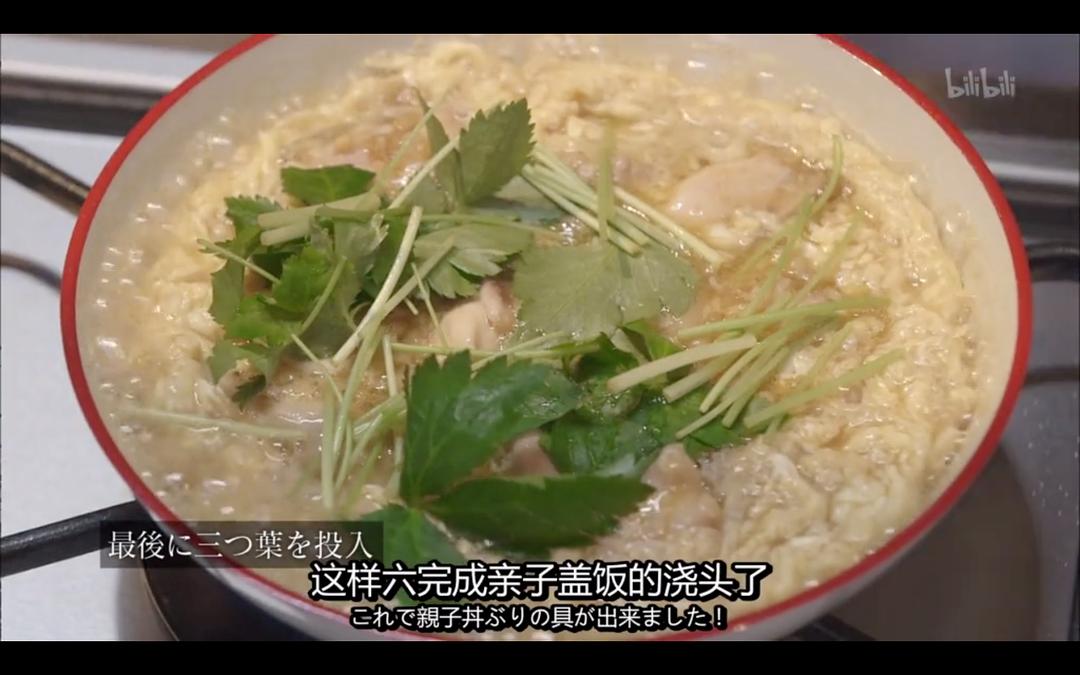 bilibili
最後に三つ葉を投入
这样六完成亲子盖饭的浇头了
これで親子丼ぶりの具が出来ました！